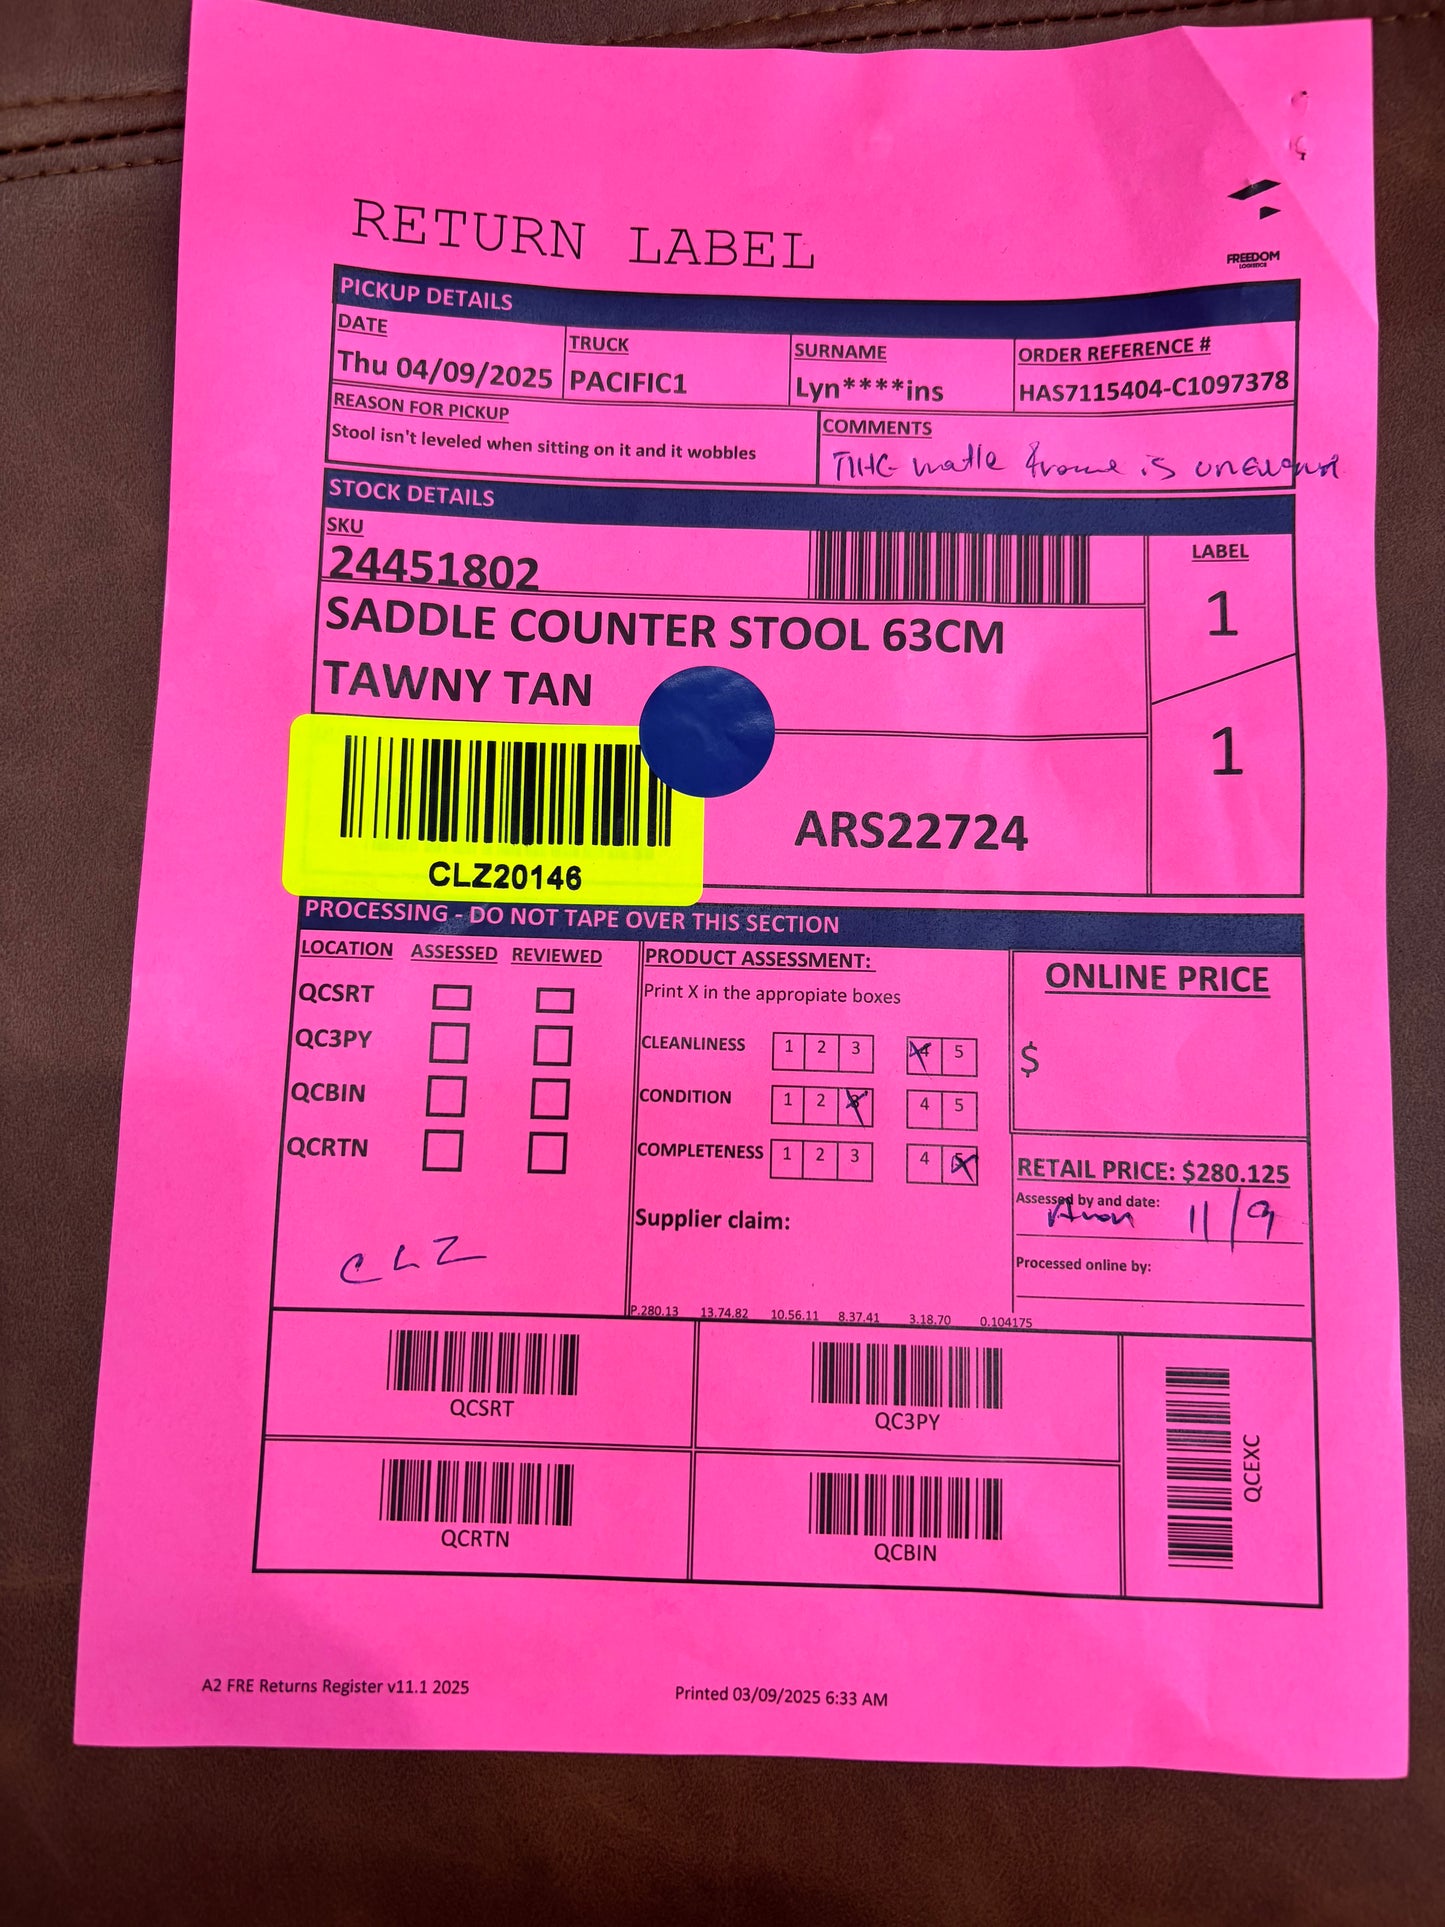 RETURN LABEL
FREEDOM
LOGISTICS
PICKUP DETAILS
DATE
Thu 04/09/2025
TRUCK
PACIFIC1
SURNAME
Lyn****ins
ORDER REFERENCE #
HAS7115404-C1097378
REASON FOR PICKUP
Stool isn't leveled when sitting on it and it wobbles
COMMENTS
frame is
STOCK DETAILS
SKU
24451802
SADDLE COUNTER STOOL 63CM
TAWNY TAN
LABEL
1
1
CLZ20146
ARS22724
PROCESSING - DO NOT TAPE OVER THIS SECTION
LOCATION ASSESSED REVIEWED
QCSRT
QC3PY
QCBIN
QCRTN
CLZ
PRODUCT ASSESSMENT:
Print X in the appropiate boxes
CLEANLINESS 1 2 3 4 5
CONDITION 1 2 3 4 5
COMPLETENESS 1 2 3 4 5
Supplier claim:
P.280.13 13.74.82 10.56.11 8.37.41 3.18.70 0.104175
ONLINE PRICE
$
RETAIL PRICE: $280.125
Assessed by and date:
11/9
Processed online by:
QCSRT
QC3PY
QCRTN
QCBIN
QCEXC
A2 FRE Returns Register v11.1 2025
Printed 03/09/2025 6:33 AM